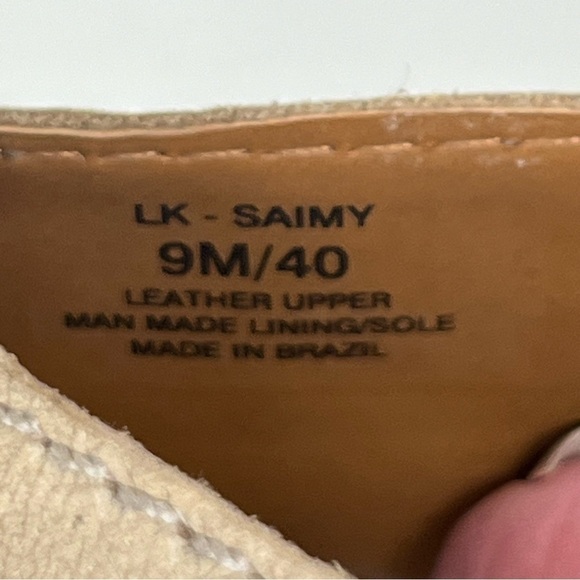 LK - SAIMY
9M/40
LEATHER UPPER
MAN MADE LINING/SOLE
MADE IN BRAZIL